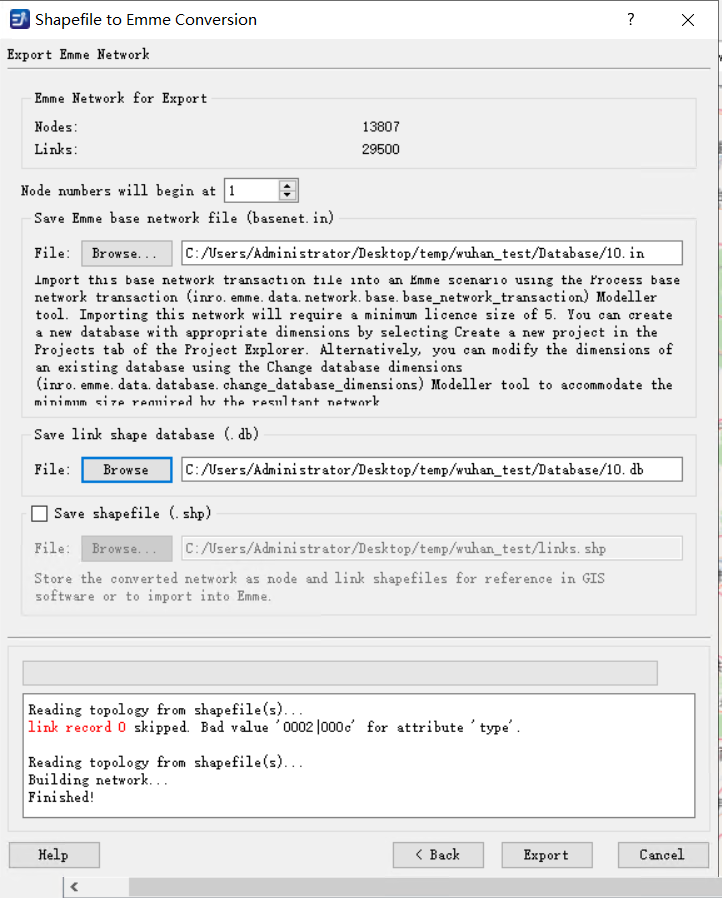 Shapefile to Emme Conversion
?
Export Emme Network
Emme Network for Export
Nodes: 13807
Links: 29500
Node numbers will begin at 1
Save Emme base network file (basenet.in)
File: Browse... C:/Users/Administrator/Desktop/temp/wuhan_test/Database/10.in
Import this base network transaction file into an Emme scenario using the Process base
network transaction (inro.emme.data.network.base.base_network_transaction) Modeller
tool. Importing this network will require a minimum licence size of 5. You can create
a new database with appropriate dimensions by selecting Create a new project in the
Projects tab of the Project Explorer. Alternatively, you can modify the dimensions of
an existing database using the Change database dimensions
(inro.emme.data.database.change_database_dimensions) Modeller tool to accommodate the
minimum size required by the resultant network
Save link shape database (.db)
File: Browse C:/Users/Administrator/Desktop/temp/wuhan_test/Database/10.db
Save shapefile (.shp)
File: Browse... C:/Users/Administrator/Desktop/temp/wuhan_test/links.shp
Store the converted network as node and link shapefiles for reference in GIS
software or to import into Emme.
Reading topology from shapefile(s)...
link record 0 skipped. Bad value '0002|000c' for attribute 'type'.
Reading topology from shapefile(s)...
Building network...
Finished!
Help < Back Export Cancel